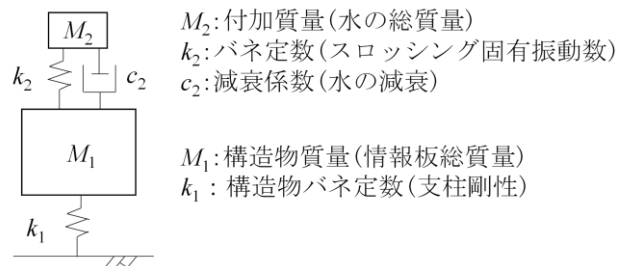 M₂
k₂
c₂
M₁
k₁
M₂:付加質量(水の総質量)
k₂:バネ定数(スロッシング固有振動数)
c₂:減衰係数(水の減衰)
M₁:構造物質量(情報板総質量)
k₁:構造物バネ定数(支柱剛性)